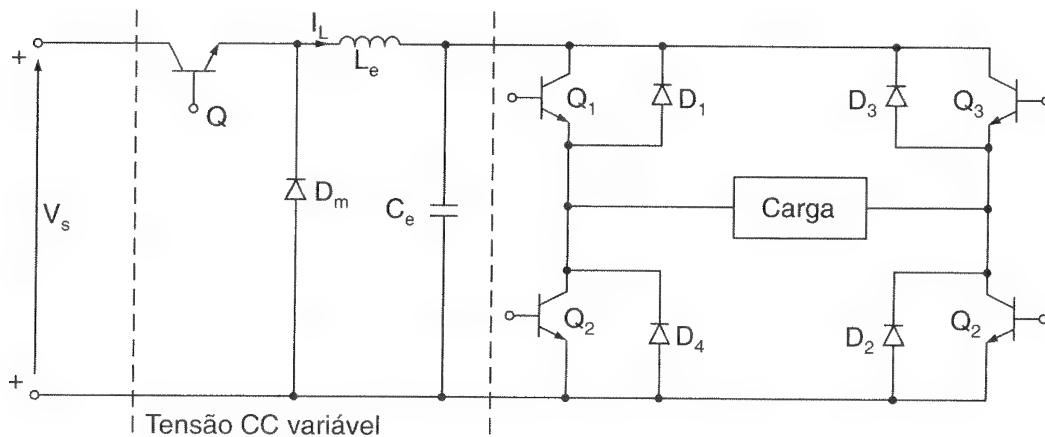 I_L
+
L_e
Q
Q_1
D_1
D_3
Q_3
V_s
D_m
C_e
Carga
Q_2
D_4
D_2
Q_2
+
Tensão CC variável